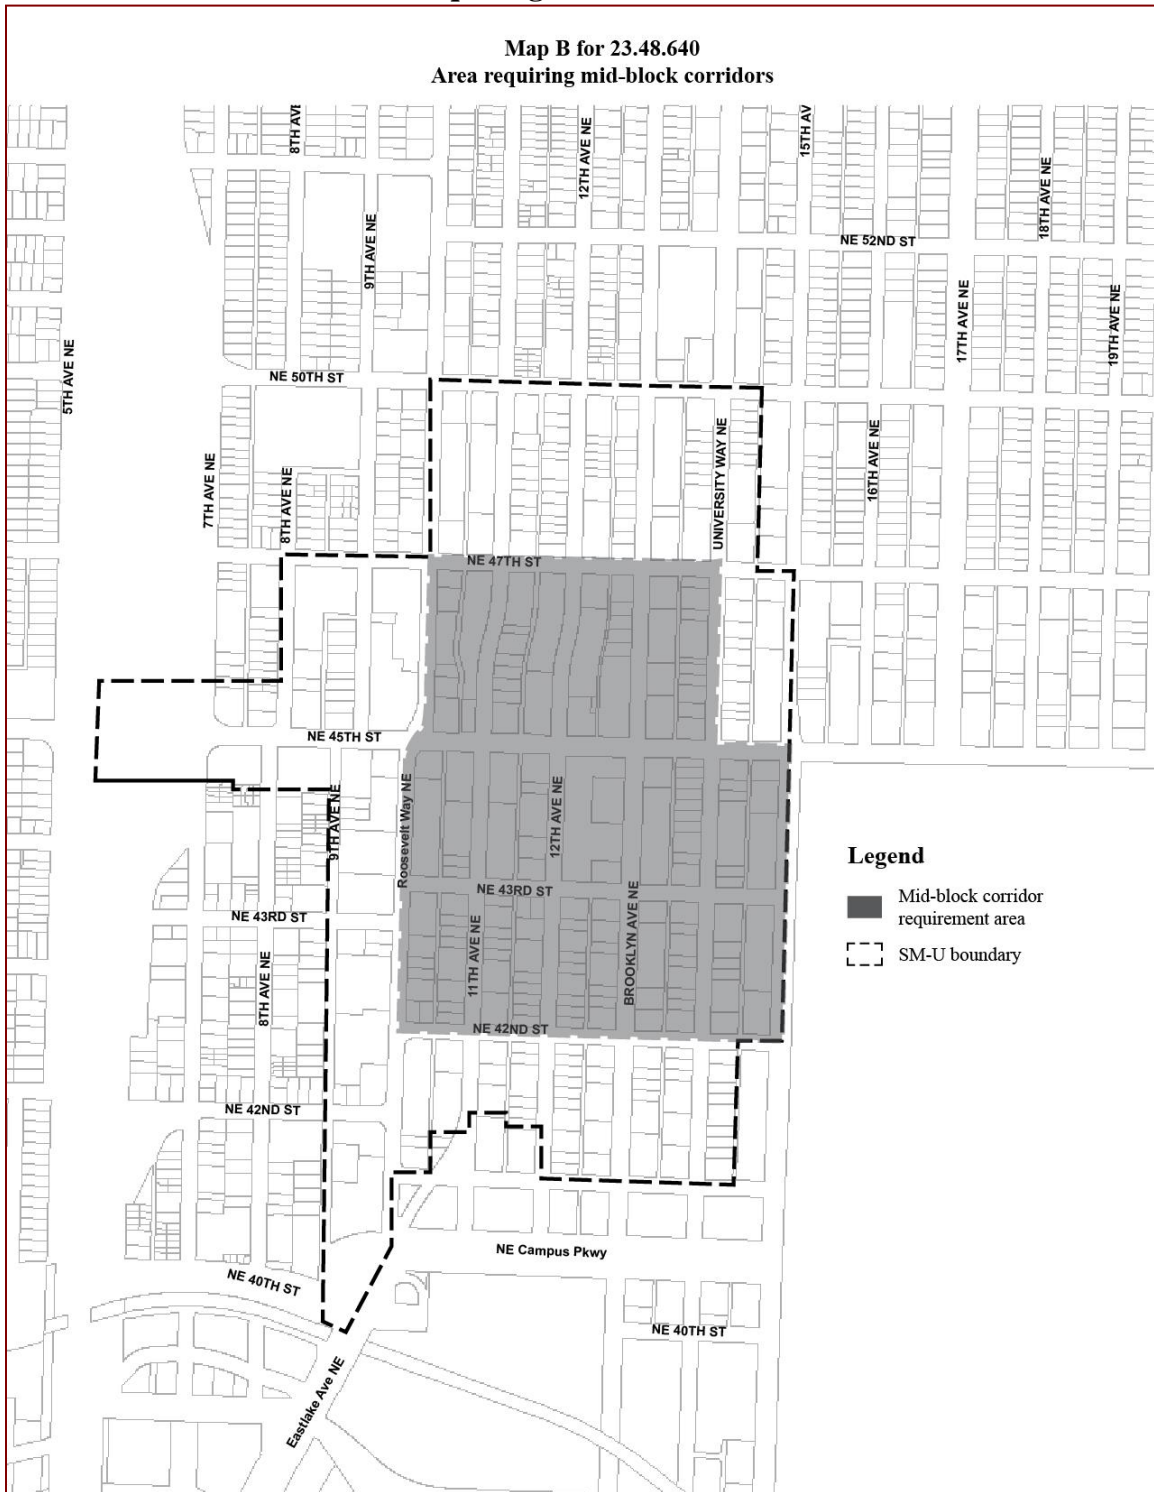 Map B for 23.48.640
Area requiring mid-block corridors
8TH AVE
12TH AVE NE
15TH AV
18TH AVE NE
9TH AVE NE
NE 52ND ST
17TH AVE NE
19TH AVE NE
5TH AVE NE
NE 50TH ST
UNIVERSITY WAY NE
16TH AVE NE
7TH AVE NE
8TH AVE NE
NE 47TH ST
NE 45TH ST
9TH AVE NE
Roosevelt Way NE
12TH AVE NE
Legend
Mid-block corridor
requirement area
SM-U boundary
NE 43RD ST
NE 43RD ST
8TH AVE NE
11TH AVE NE
BROOKLYN AVE NE
NE 42ND ST
NE 42ND ST
NE Campus Pkwy
NE 40TH ST
NE 40TH ST
Eastlake Ave NE